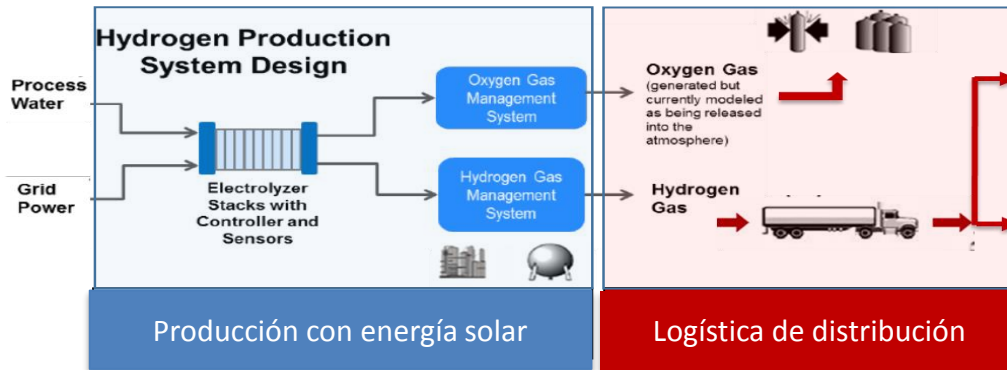 Hydrogen Production
System Design
Process
Water
Grid
Power
Electrolyzer
Stacks with
Controller and
Sensors
Oxygen Gas
Management
System
Hydrogen Gas
Management
System
Producción con energía solar
Oxygen Gas
(generated but
currently modeled
as being released
into the
atmosphere)
Hydrogen
Gas
Logística de distribución